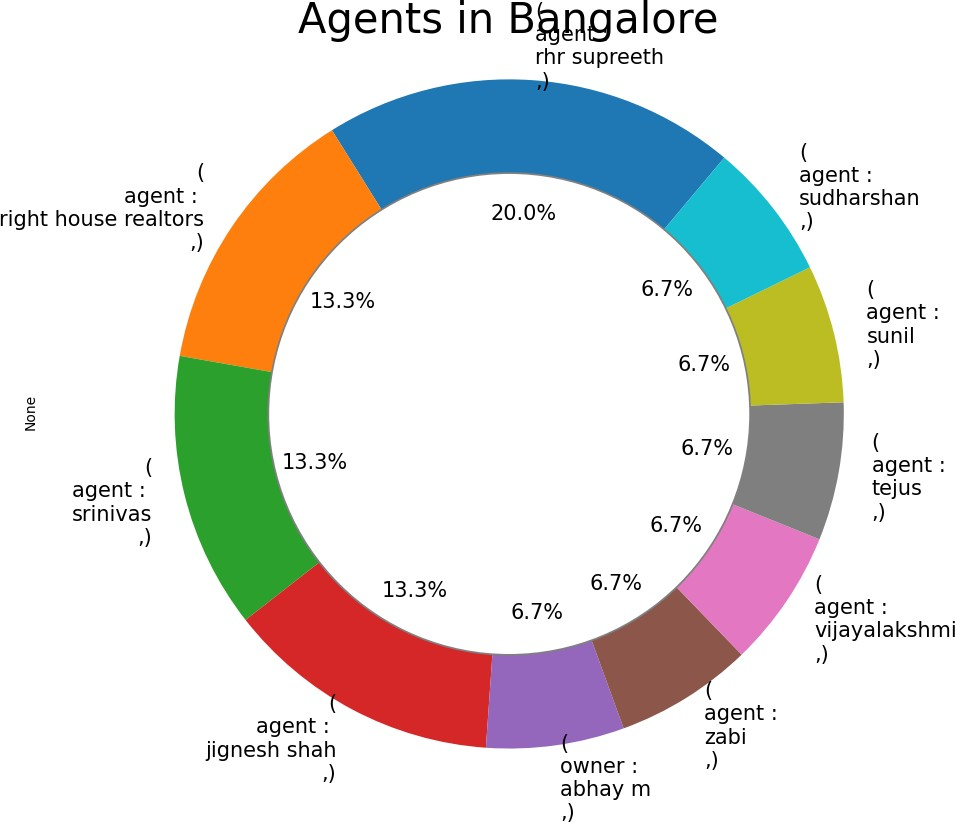 Agents in Bangalore
(
agent :
rhr supreeth
,)
(
agent :
sudharshan
,)
(
agent :
right house realtors
,)
20.0%
(
agent :
sunil
,)
6.7%
13.3%
6.7%
None
(
agent :
tejus
,)
6.7%
(
agent :
srinivas
,)
13.3%
6.7%
(
agent :
vijayalakshmi
,)
6.7%
13.3%
6.7%
(
agent :
zabi
,)
(
agent :
jignesh shah
,)
(
owner :
abhay m
,)